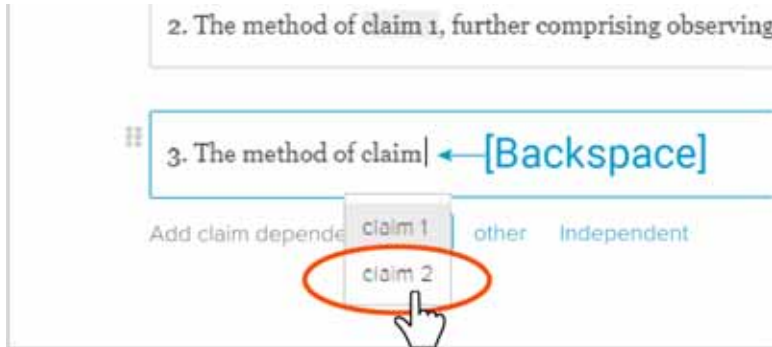 2. The method of claim 1, further comprising observing
3. The method of claim [Backspace]
Add claim depende
claim 1
other Independent
claim 2